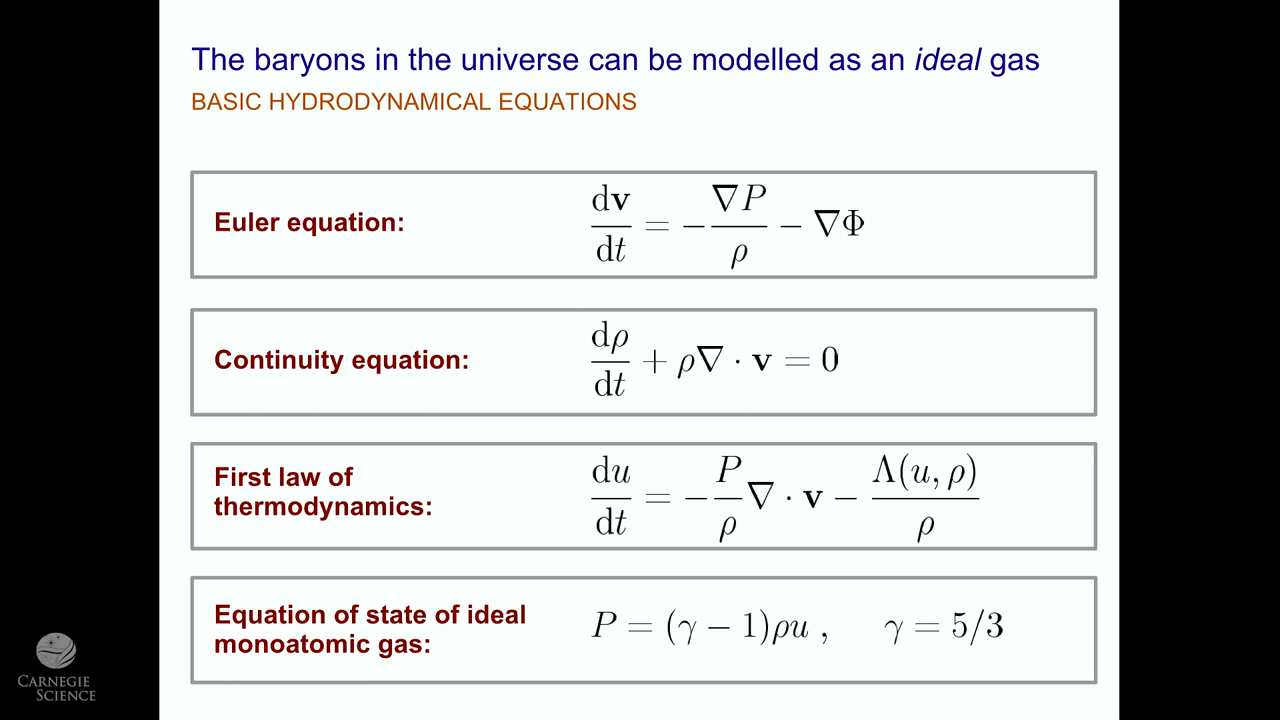 The baryons in the universe can be modelled as an ideal gas
BASIC HYDRODYNAMICAL EQUATIONS
Euler equation: dv/dt = −∇P/ρ − ∇Φ
Continuity equation: dρ/dt + ρ∇ · v = 0
First law of
thermodynamics: du/dt = −P/ρ ∇ · v − Λ(u, ρ)/ρ
Equation of state of ideal
monoatomic gas: P = (γ − 1)ρu , γ = 5/3
CARNEGIE
SCIENCE